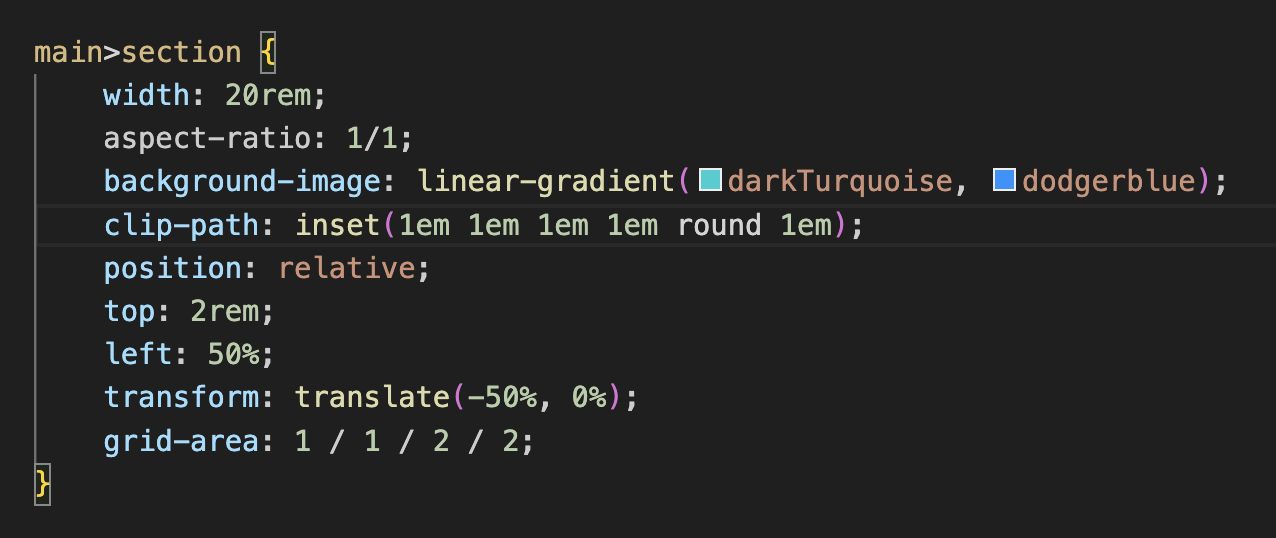 main>section {
    width: 20rem;
    aspect-ratio: 1/1;
    background-image: linear-gradient(darkTurquoise, dodgerblue);
    clip-path: inset(1em 1em 1em 1em round 1em);
    position: relative;
    top: 2rem;
    left: 50%;
    transform: translate(-50%, 0%);
    grid-area: 1 / 1 / 2 / 2;
}